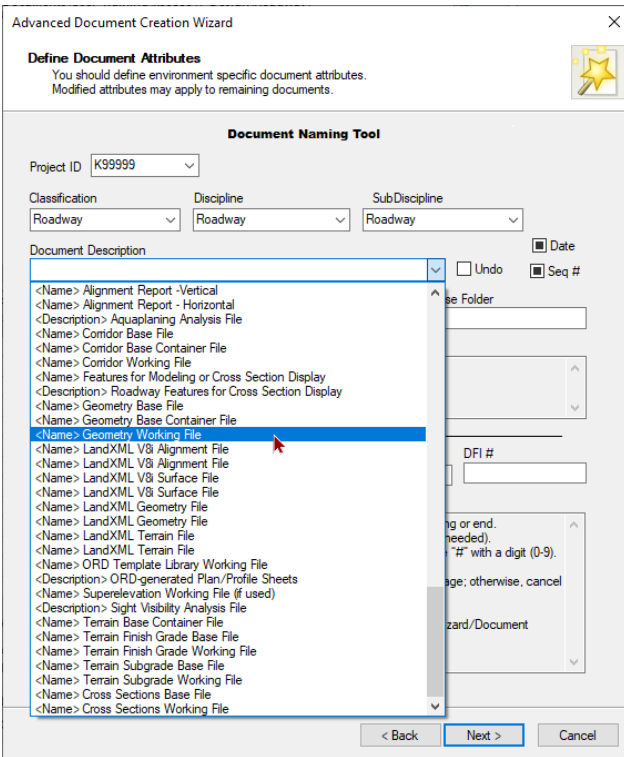 Advanced Document Creation Wizard
Define Document Attributes
You should define environment specific document attributes.
Modified attributes may apply to remaining documents.
Document Naming Tool
Project ID K99999
Classification Discipline SubDiscipline
Roadway Roadway Roadway
Document Description
Date
Undo Seq #
<Name> Alignment Report -Vertical
<Name> Alignment Report - Horizontal
<Description> Aquaplaning Analysis File
<Name> Corridor Base File
<Name> Corridor Base Container File
<Name> Corridor Working File
<Name> Features for Modeling or Cross Section Display
<Description> Roadway Features for Cross Section Display
<Name> Geometry Base File
<Name> Geometry Base Container File
<Name> Geometry Working File
<Name> LandXML V8i Alignment File
<Name> LandXML V8i Alignment File
<Name> LandXML V8i Surface File
<Name> LandXML V8i Surface File
<Name> LandXML Geometry File
<Name> LandXML Geometry File
<Name> LandXML Terrain File
<Name> LandXML Terrain File
<Name> ORD Template Library Working File
<Description> ORD-generated Plan/Profile Sheets
<Name> Superelevation Working File (if used)
<Description> Sight Visibility Analysis File
<Name> Terrain Base Container File
<Name> Terrain Finish Grade Base File
<Name> Terrain Finish Grade Working File
<Name> Terrain Subgrade Base File
<Name> Terrain Subgrade Working File
<Name> Cross Sections Base File
<Name> Cross Sections Working File
se Folder
DFI #
ng or end.
needed).
"#" with a digit (0-9).
age; otherwise, cancel
zard/Document
< Back Next > Cancel